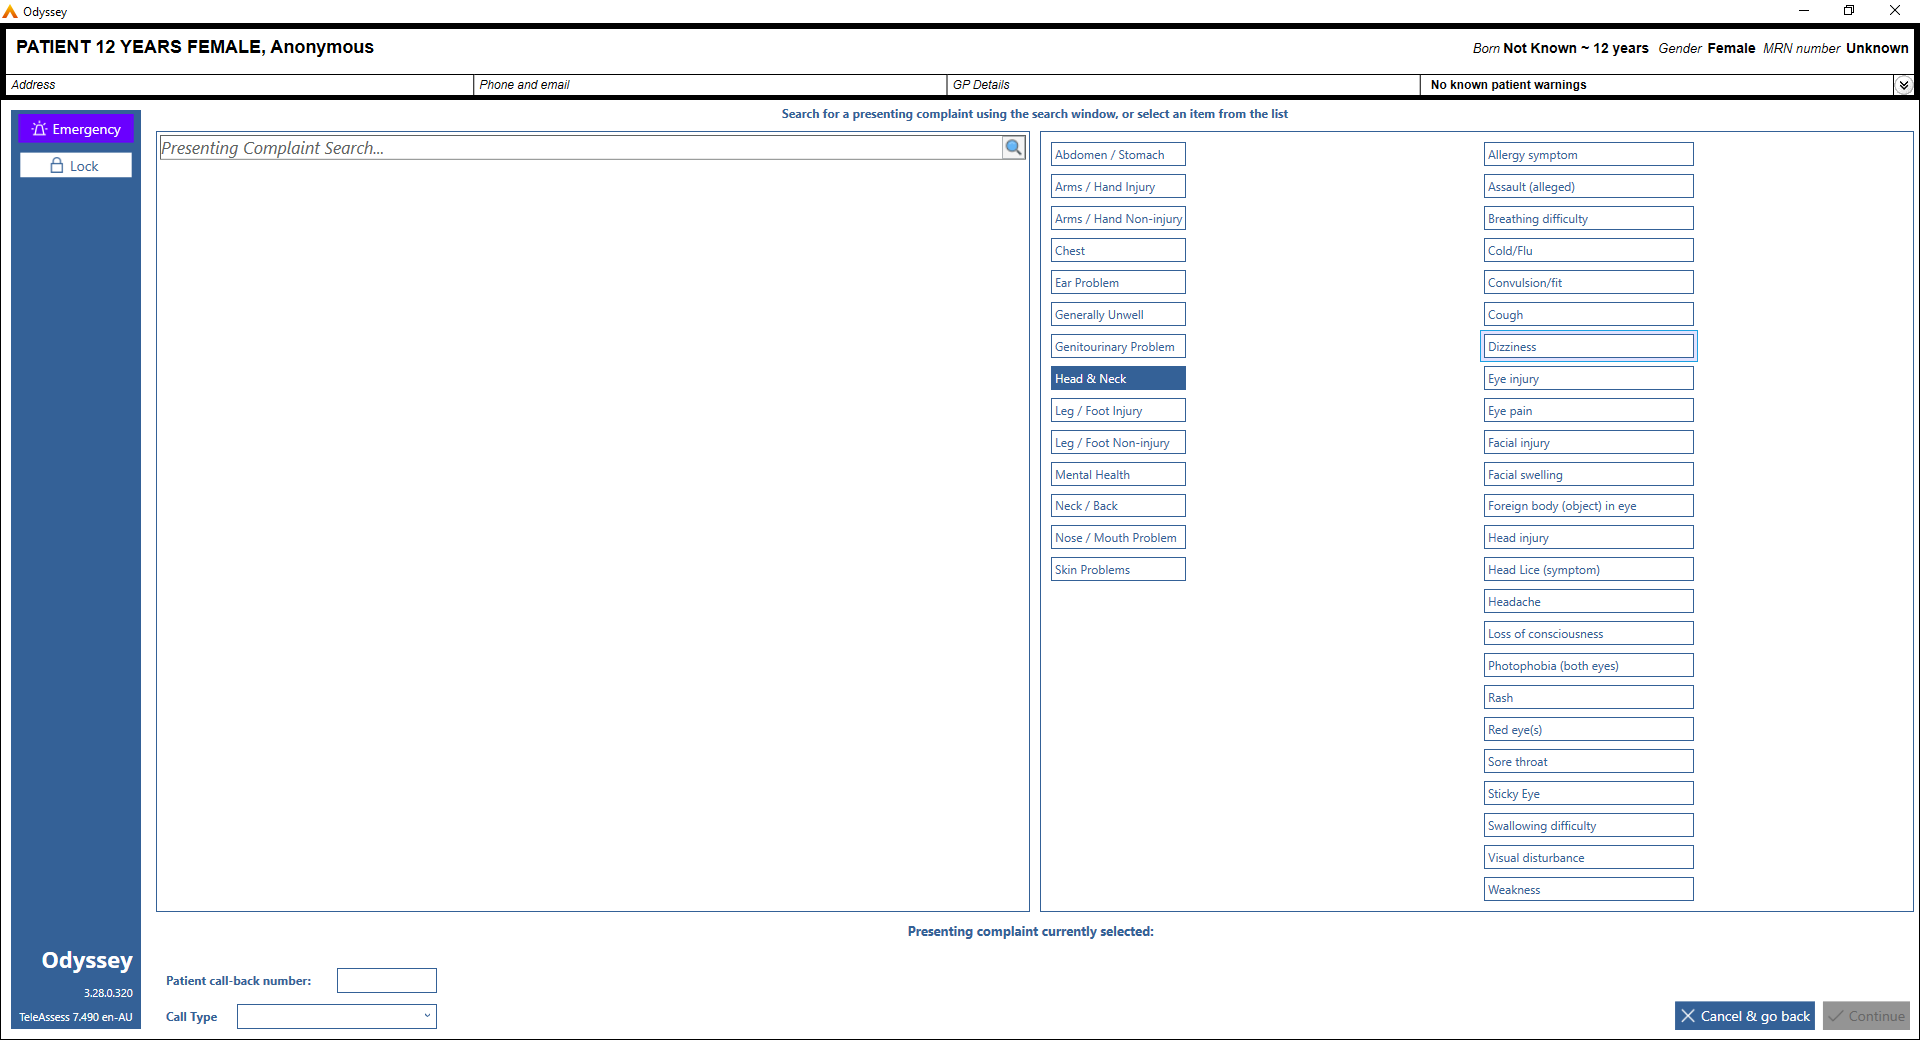 Odyssey
PATIENT 12 YEARS FEMALE, Anonymous
Born Not Known ~ 12 years Gender Female MRN number Unknown
Address
Phone and email
GP Details
No known patient warnings
Emergency
Lock
Search for a presenting complaint using the search window, or select an item from the list
Presenting Complaint Search...
Abdomen / Stomach
Arms / Hand Injury
Arms / Hand Non-injury
Chest
Ear Problem
Generally Unwell
Genitourinary Problem
Head & Neck
Leg / Foot Injury
Leg / Foot Non-injury
Mental Health
Neck / Back
Nose / Mouth Problem
Skin Problems
Allergy symptom
Assault (alleged)
Breathing difficulty
Cold/Flu
Convulsion/fit
Cough
Dizziness
Eye injury
Eye pain
Facial injury
Facial swelling
Foreign body (object) in eye
Head injury
Head Lice (symptom)
Headache
Loss of consciousness
Photophobia (both eyes)
Rash
Red eye(s)
Sore throat
Sticky Eye
Swallowing difficulty
Visual disturbance
Weakness
Presenting complaint currently selected:
Odyssey
3.28.0.320
TeleAssess 7.490 en-AU
Patient call-back number:
Call Type
Cancel & go back
Continue